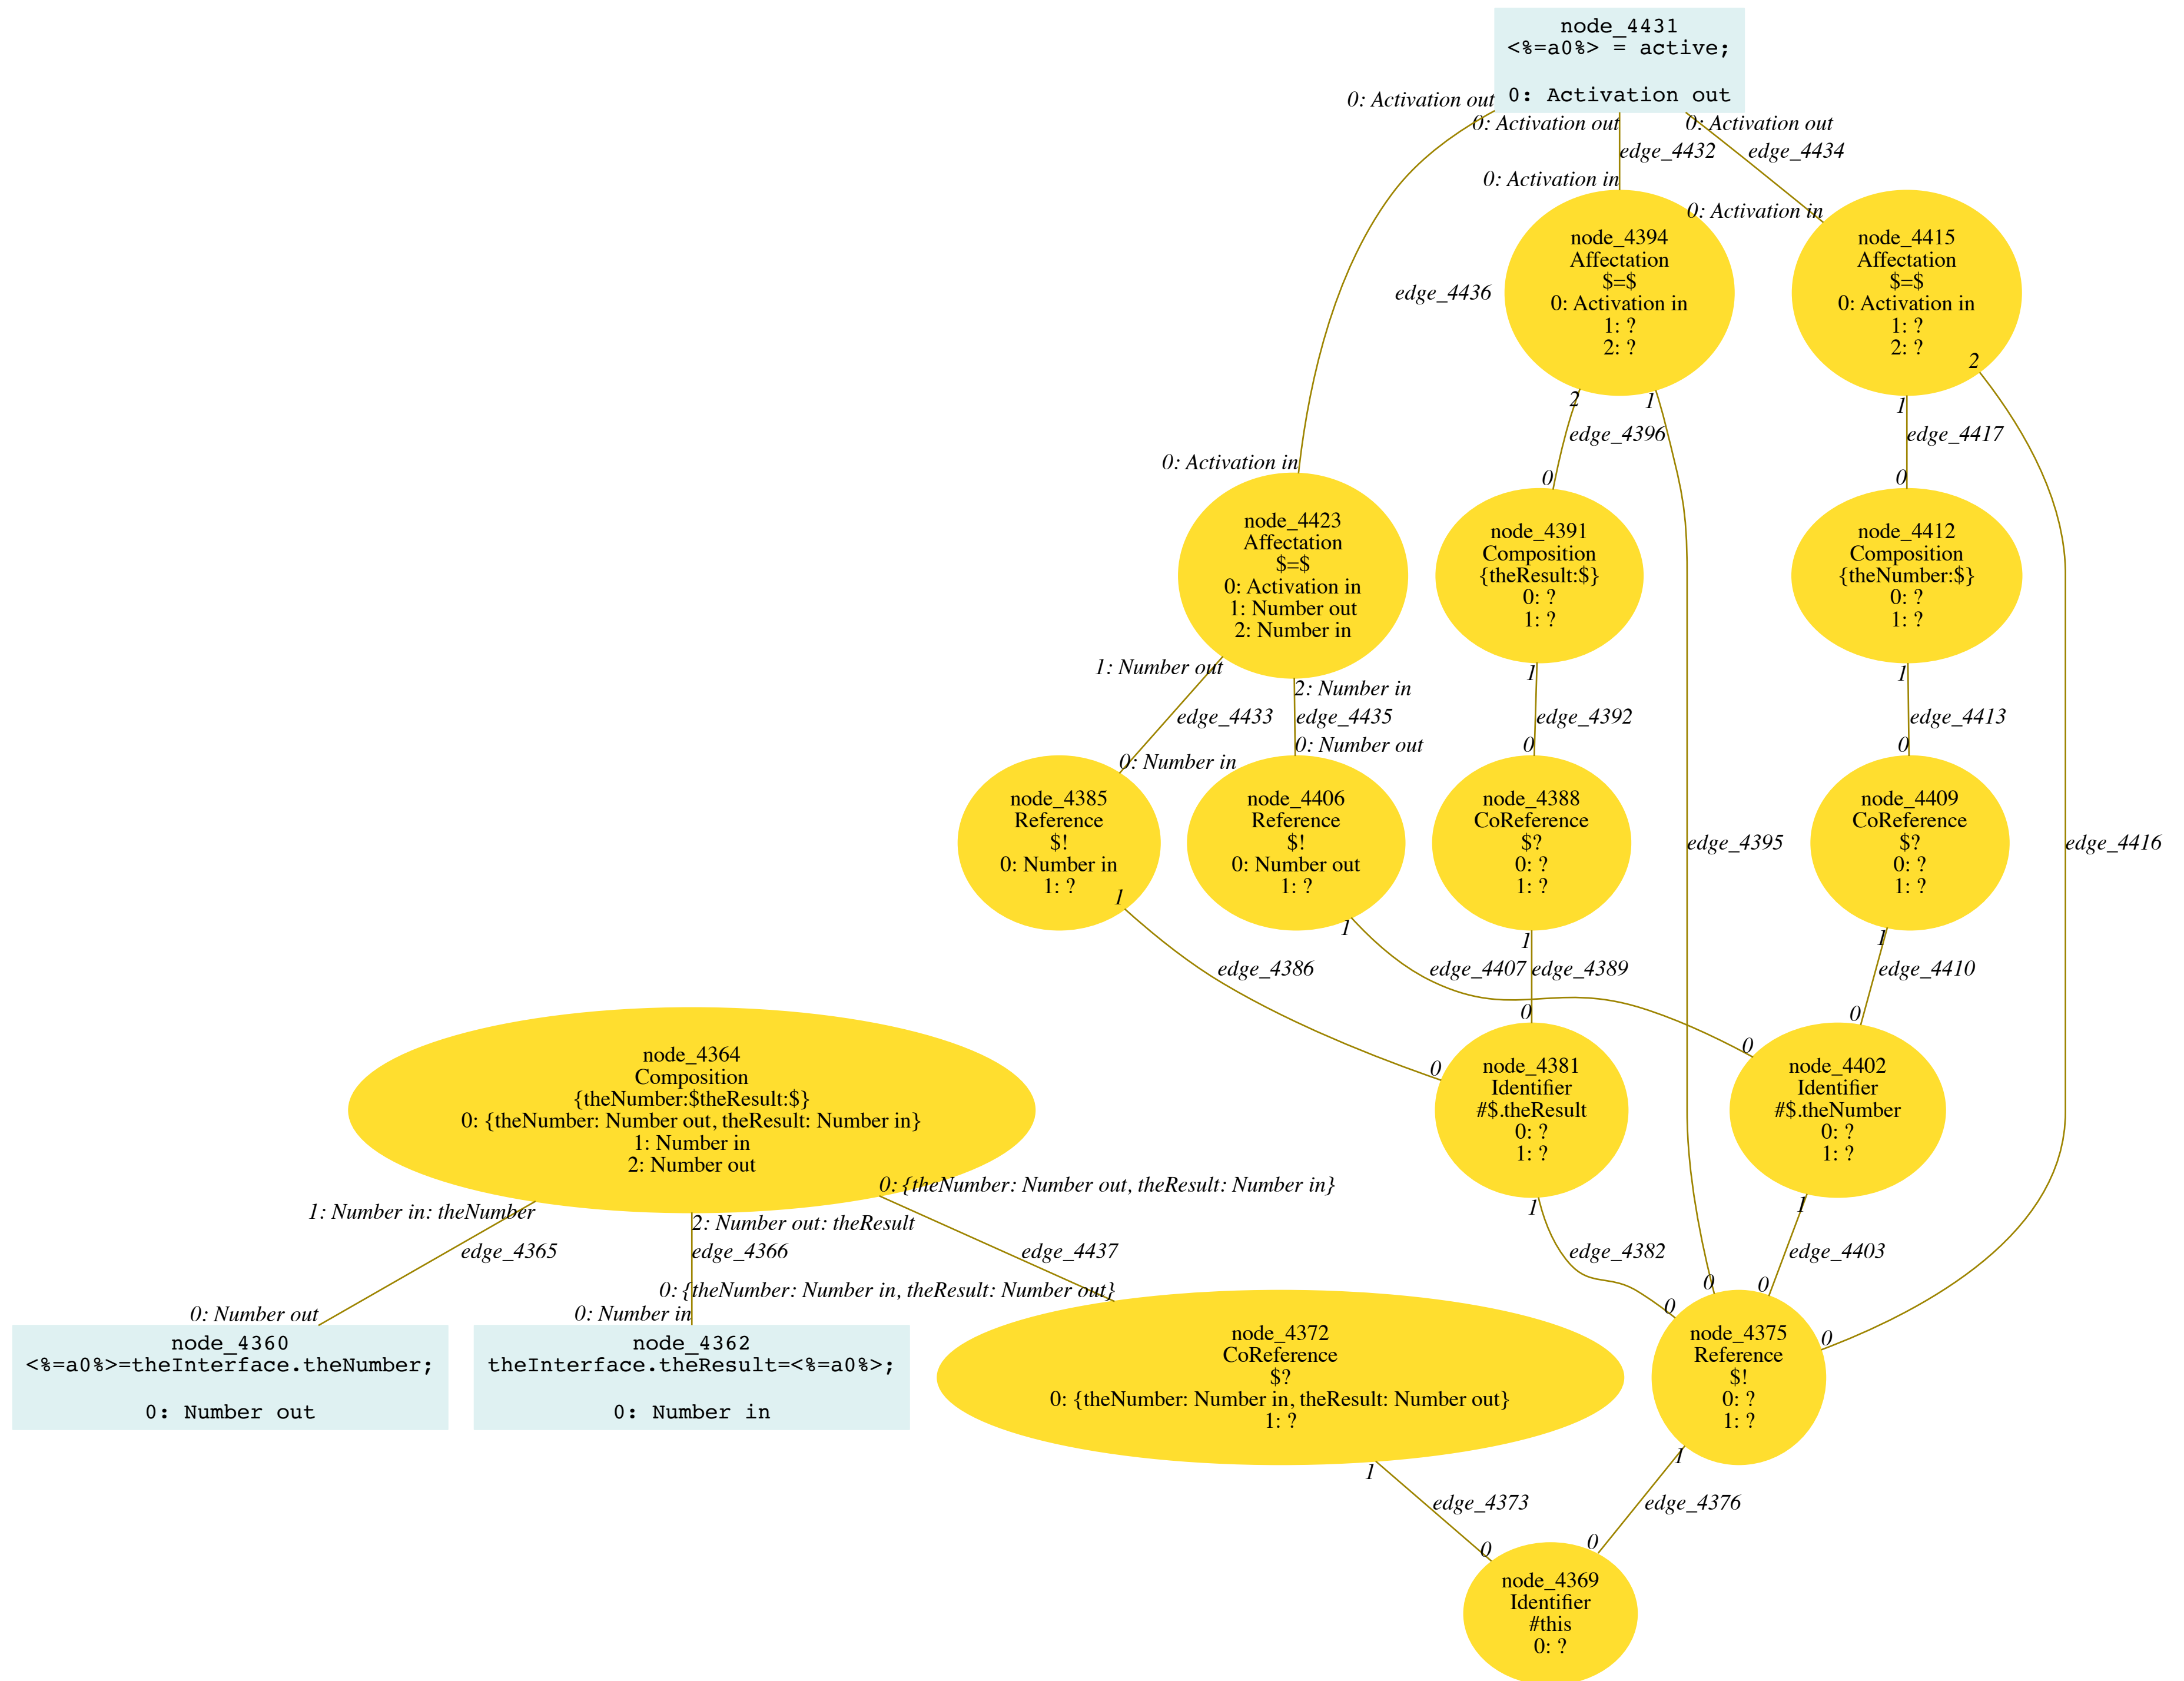 node_4431
<%=a0%> = active;
0: Activation out
0: Activation out
0: Activation out
0: Activation out
edge_4432
edge_4434
0: Activation in
0: Activation in
node_4394
Affectation
$=$
0: Activation in
1: ?
2: ?
node_4415
Affectation
$=$
0: Activation in
1: ?
2: ?
edge_4436
2
1
2
1
edge_4396
edge_4417
0: Activation in
0
0
node_4423
Affectation
$=$
0: Activation in
1: Number out
2: Number in
node_4391
Composition
{theResult:$}
0: ?
1: ?
node_4412
Composition
{theNumber:$}
0: ?
1: ?
1: Number out
2: Number in
1
1
edge_4433
edge_4435
edge_4392
edge_4413
0: Number in
0: Number out
0
0
node_4385
Reference
$!
0: Number in
1: ?
node_4406
Reference
$!
0: Number out
1: ?
node_4388
CoReference
$?
0: ?
1: ?
edge_4395
node_4409
CoReference
$?
0: ?
1: ?
edge_4416
1
1
1
1
edge_4386
edge_4407
edge_4389
edge_4410
0
0
0
0
node_4364
Composition
{theNumber:$theResult:$}
0: {theNumber: Number out, theResult: Number in}
1: Number in
2: Number out
node_4381
Identifier
#$.theResult
0: ?
1: ?
node_4402
Identifier
#$.theNumber
0: ?
1: ?
1: Number in: theNumber
2: Number out: theResult
0: {theNumber: Number out, theResult: Number in}
1
1
edge_4365
edge_4366
edge_4437
edge_4382
edge_4403
0: Number out
0: Number in
0: {theNumber: Number in, theResult: Number out}
0
0
0
0
node_4360
<%=a0%>=theInterface.theNumber;
0: Number out
node_4362
theInterface.theResult=<%=a0%>;
0: Number in
node_4372
CoReference
$?
0: {theNumber: Number in, theResult: Number out}
1: ?
node_4375
Reference
$!
0: ?
1: ?
1
1
edge_4373
edge_4376
0
0
node_4369
Identifier
#this
0: ?